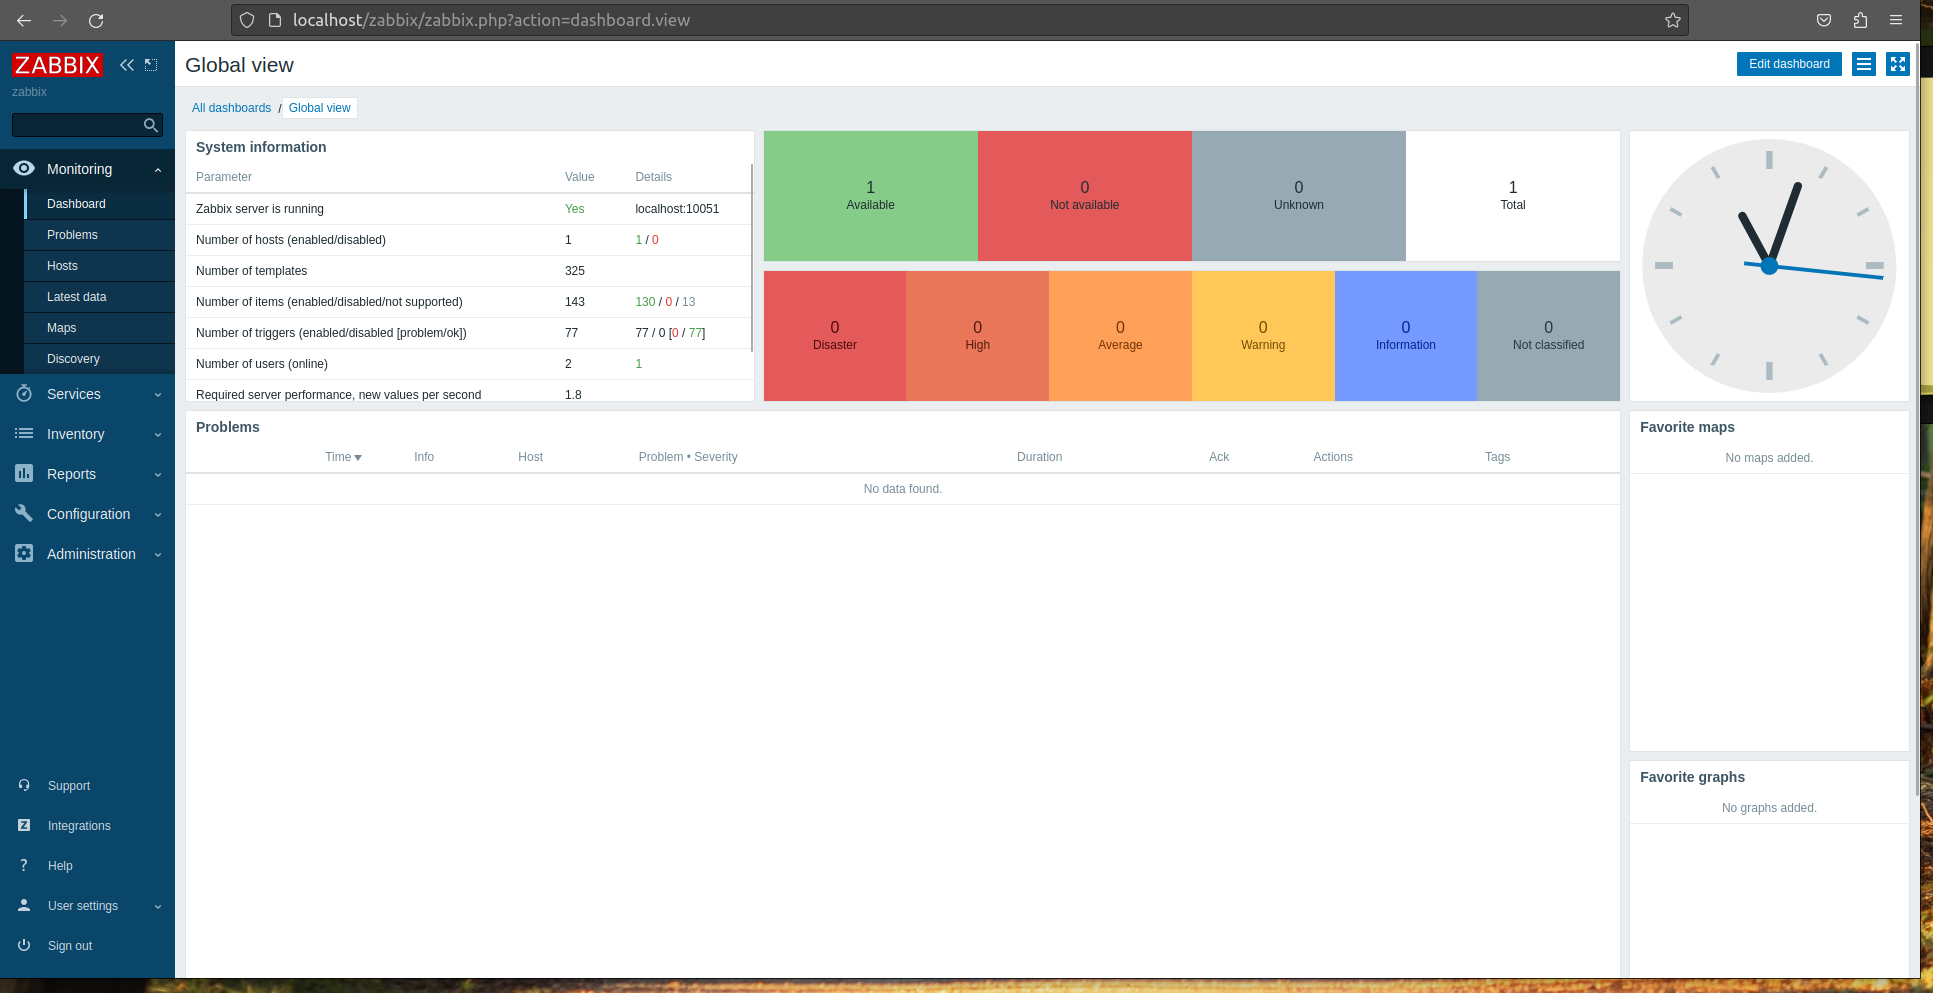 localhost/zabbix/zabbix.php?action=dashboard.view
ZABBIX
zabbix
Monitoring
Dashboard
Problems
Hosts
Latest data
Maps
Discovery
Services
Inventory
Reports
Configuration
Administration
Support
Z Integrations
? Help
User settings
Sign out
Global view
Edit dashboard
All dashboards / Global view
System information
Parameter Value Details
Zabbix server is running Yes localhost:10051
Number of hosts (enabled/disabled) 1 1 / 0
Number of templates 325
Number of items (enabled/disabled/not supported) 143 130 / 0 / 13
Number of triggers (enabled/disabled [problem/ok]) 77 77 / 0 [0 / 77]
Number of users (online) 2 1
Required server performance, new values per second 1.8
1 0 0 1
Available Not available Unknown Total
0 0 0 0 0 0
Disaster High Average Warning Information Not classified
Problems
Time Info Host Problem • Severity Duration Ack Actions Tags
No data found.
Favorite maps
No maps added.
Favorite graphs
No graphs added.